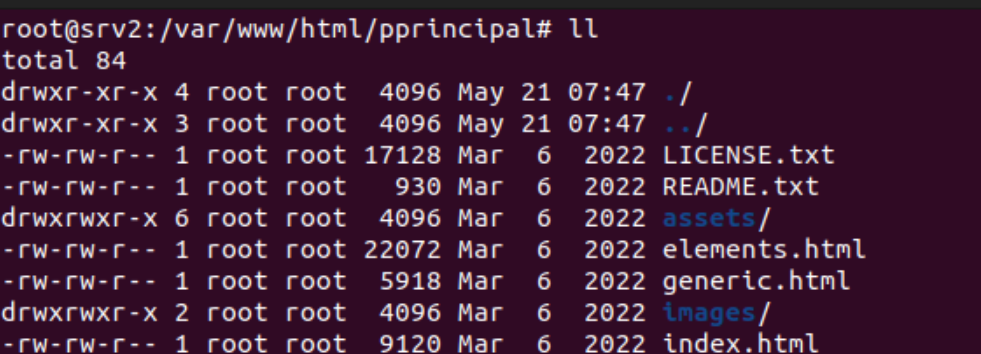 root@srv2:/var/www/html/pprincipal# ll
total 84
drwxr-xr-x 4 root root  4096 May 21 07:47 ./
drwxr-xr-x 3 root root  4096 May 21 07:47 ../
-rw-rw-r-- 1 root root 17128 Mar  6  2022 LICENSE.txt
-rw-rw-r-- 1 root root   930 Mar  6  2022 README.txt
drwxrwxr-x 6 root root  4096 Mar  6  2022 assets/
-rw-rw-r-- 1 root root 22072 Mar  6  2022 elements.html
-rw-rw-r-- 1 root root  5918 Mar  6  2022 generic.html
drwxrwxr-x 2 root root  4096 Mar  6  2022 images/
-rw-rw-r-- 1 root root  9120 Mar  6  2022 index.html